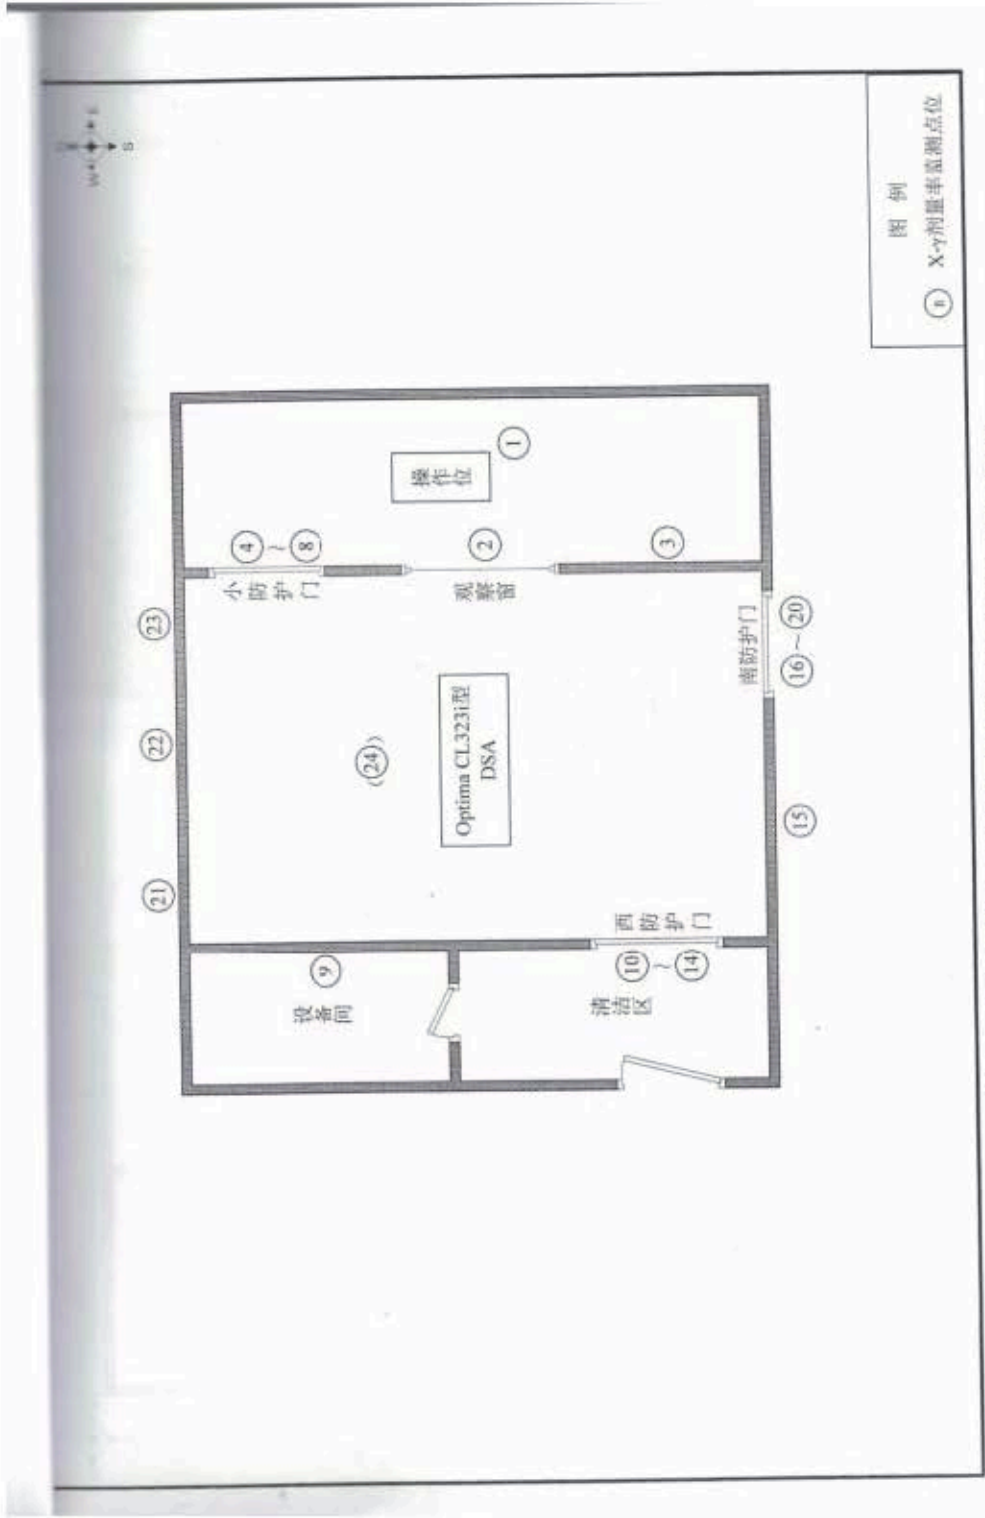 W E
S
21 22 23
小防护门
4 ~ 8
设备间
9
(24)
操作位
Optima CL323i型
DSA
观察窗
2
1
清洁区
10 ~ 14
西防护门
3
南防护门
15
16 ~ 20
图 例
n X-γ剂量率监测点位